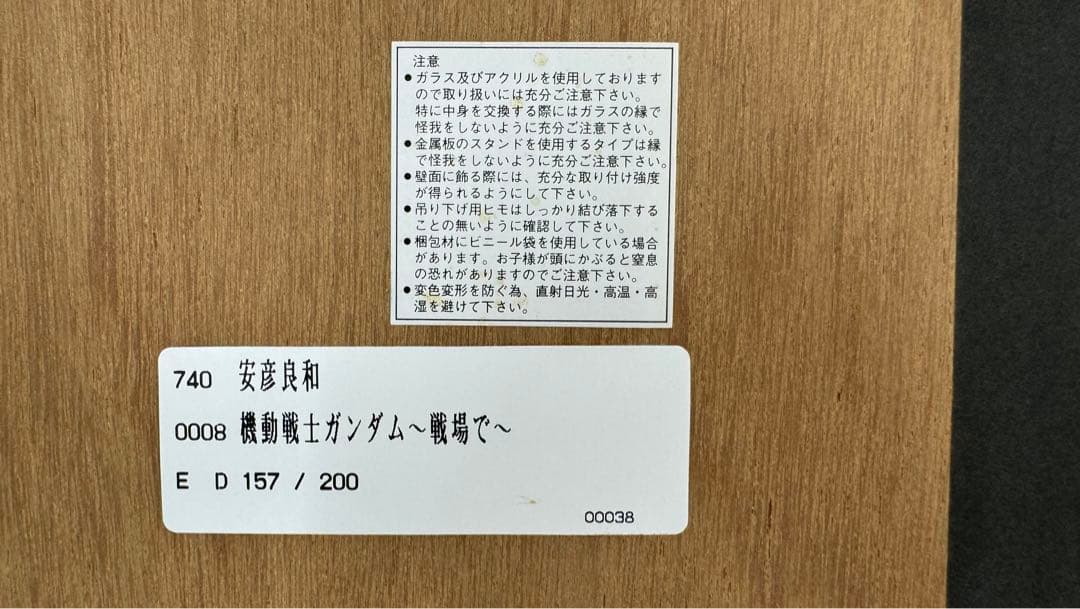 注意
●ガラス及びアクリルを使用しております
ので取り扱いには充分ご注意下さい。
特に中身を交換する際にはガラスの縁で
怪我をしないように充分ご注意下さい。
●金属板のスタンドを使用するタイプは縁
で怪我をしないように充分ご注意下さい。
●壁面に飾る際には、充分な取り付け強度
が得られるようにして下さい。
●吊り下げ用ヒモはしっかり結び落下する
ことの無いように確認して下さい。
●梱包材にビニール袋を使用している場合
があります。お子様が頭にかぶると窒息
の恐れがありますのでご注意下さい。
●変色変形を防ぐ為、直射日光・高温・高
湿を避けて下さい。
740 安彦良和
0008 機動戦士ガンダム～戦場で～
E D 157 / 200
00038